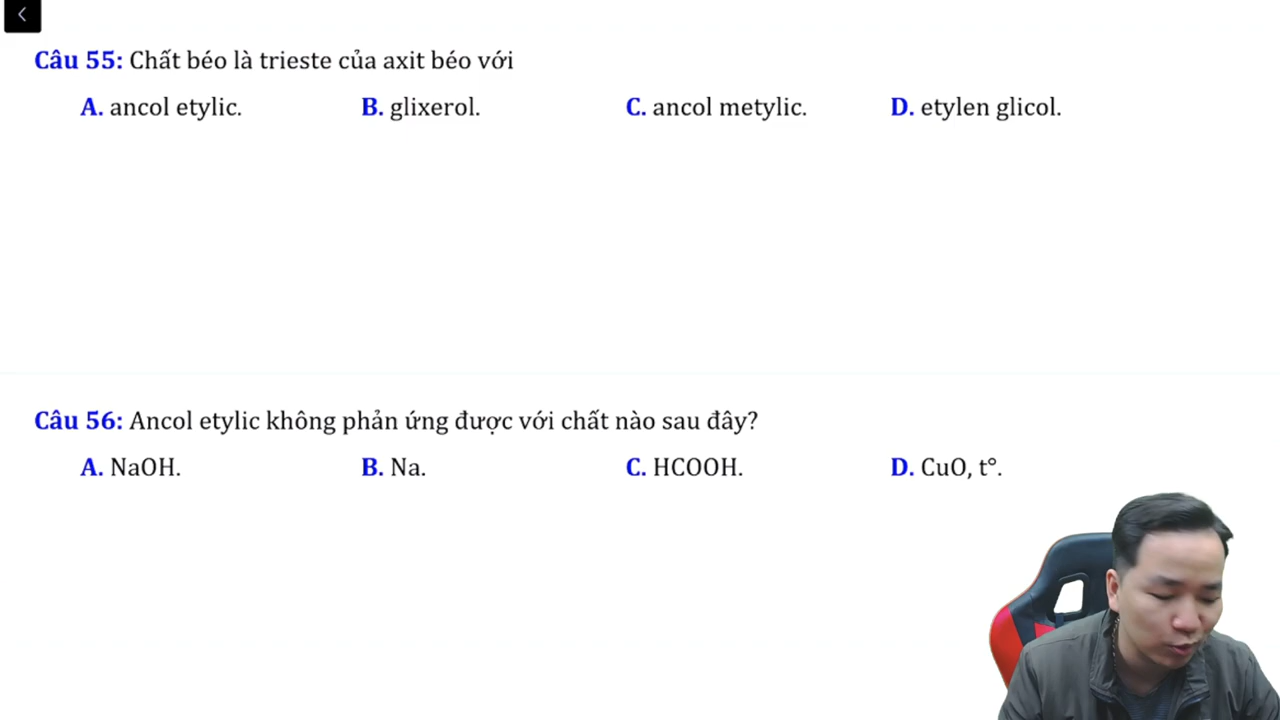 Câu 55: Chất béo là trieste của axit béo với
A. ancol etylic. B. glixerol. C. ancol metylic. D. etylen glicol.
Câu 56: Ancol etylic không phản ứng được với chất nào sau đây?
A. NaOH. B. Na. C. HCOOH. D. CuO, t°.